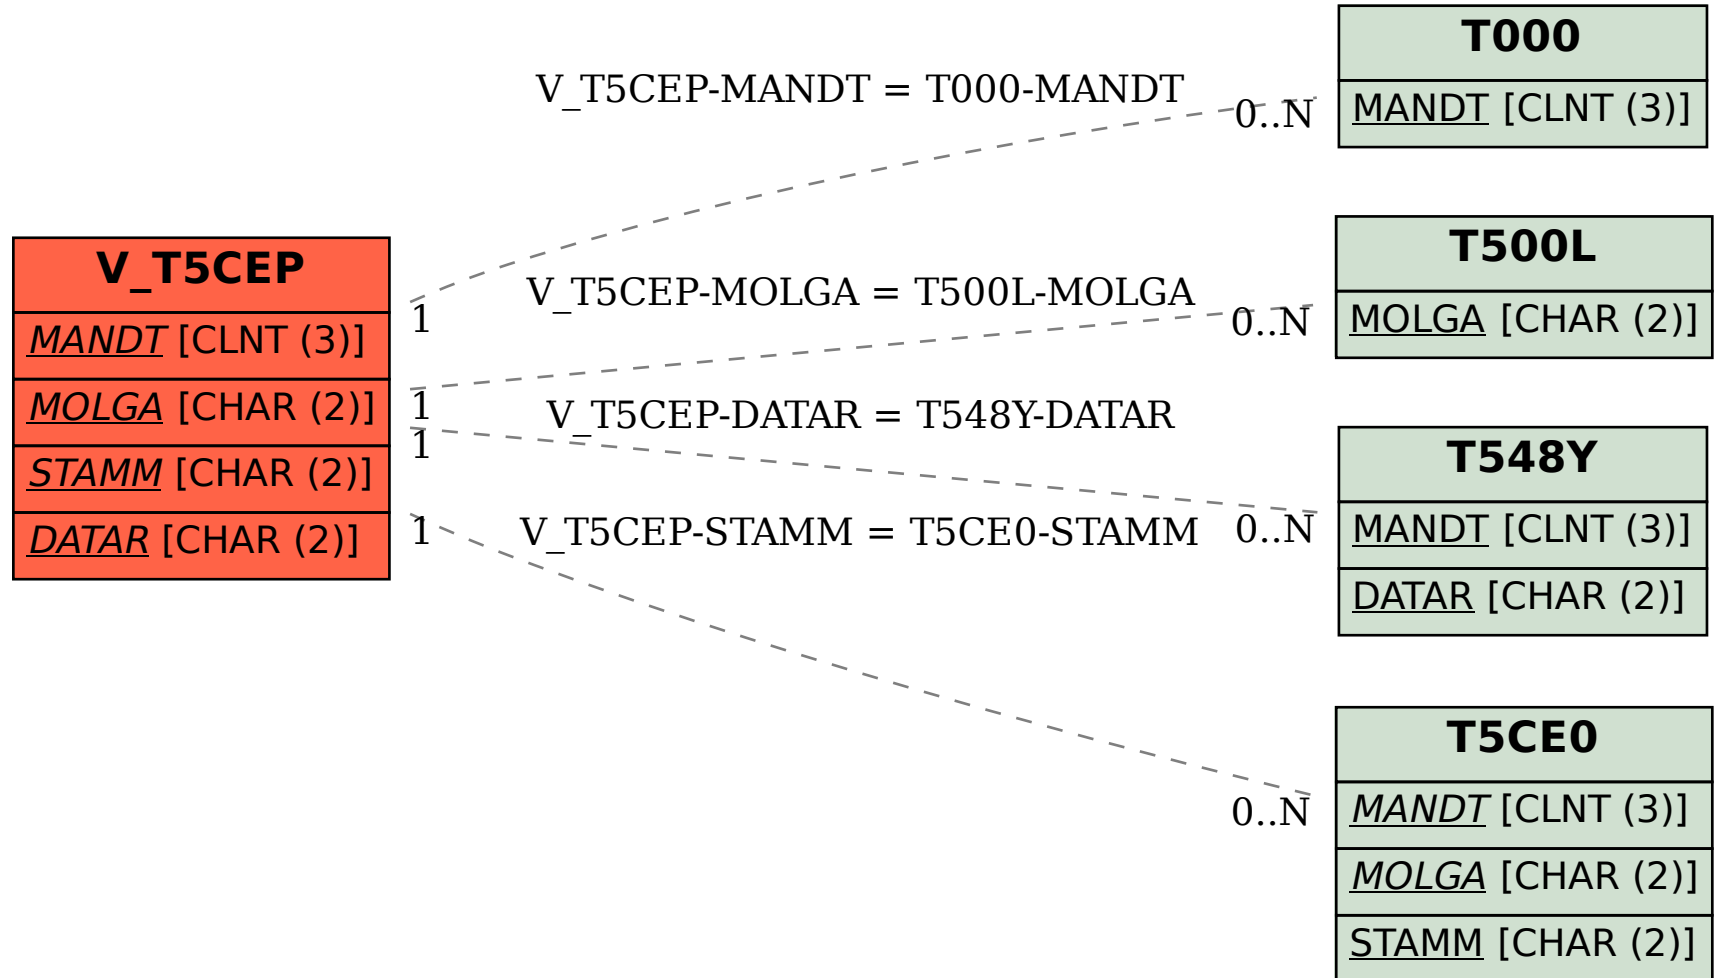 T000
MANDT [CLNT (3)]
V_T5CEP-MANDT = T000-MANDT
0..N
V_T5CEP
MANDT [CLNT (3)]
MOLGA [CHAR (2)]
STAMM [CHAR (2)]
DATAR [CHAR (2)]
1
V_T5CEP-MOLGA = T500L-MOLGA
0..N
T500L
MOLGA [CHAR (2)]
1
V_T5CEP-DATAR = T548Y-DATAR
1
0..N
T548Y
MANDT [CLNT (3)]
DATAR [CHAR (2)]
1
V_T5CEP-STAMM = T5CE0-STAMM
0..N
T5CE0
MANDT [CLNT (3)]
MOLGA [CHAR (2)]
STAMM [CHAR (2)]